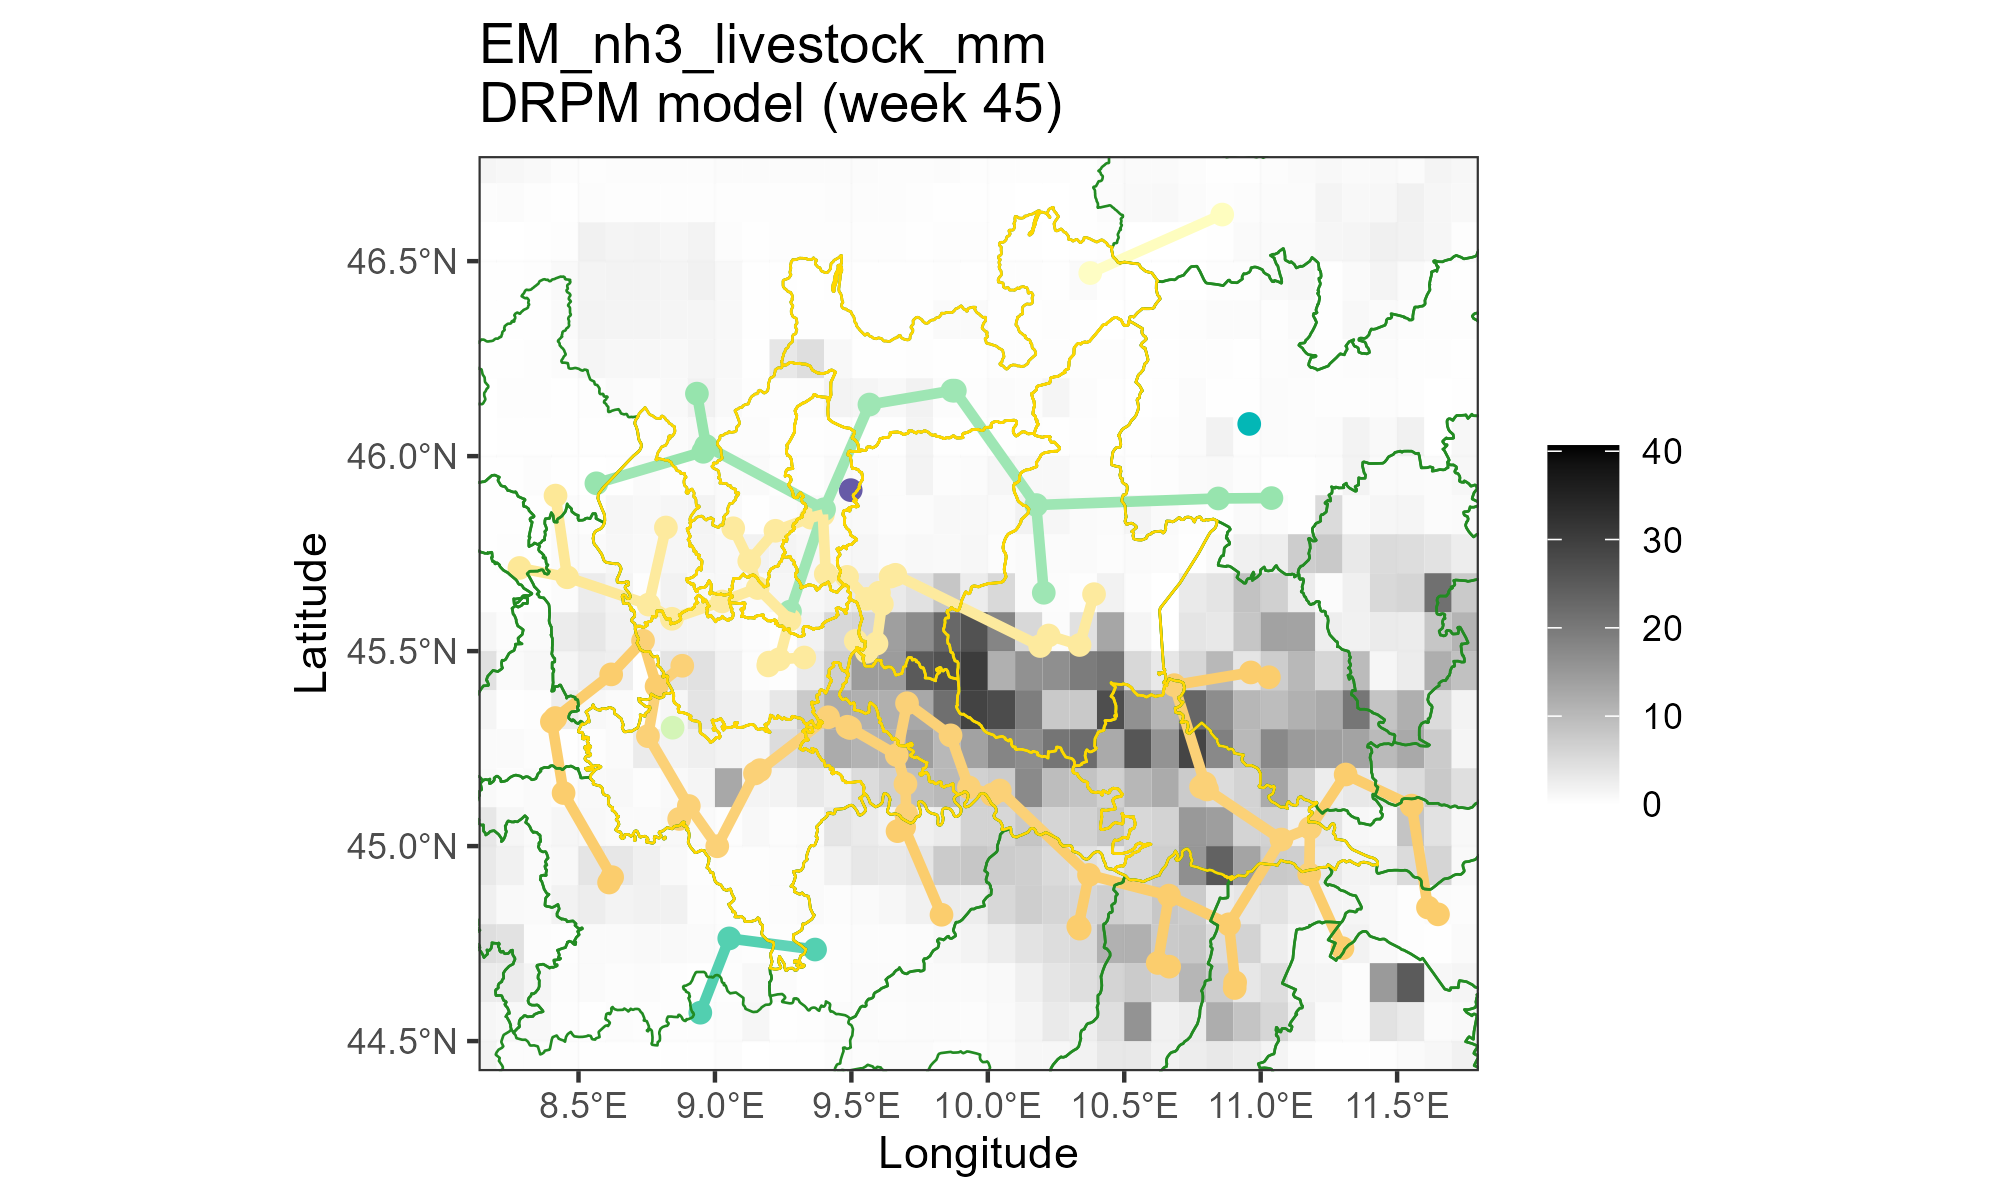 EM_nh3_livestock_mm
DRPM model (week 45)
46.5°N
46.0°N
45.5°N
45.0°N
44.5°N
Latitude
8.5°E 9.0°E 9.5°E 10.0°E 10.5°E 11.0°E 11.5°E
Longitude
40
30
20
10
0